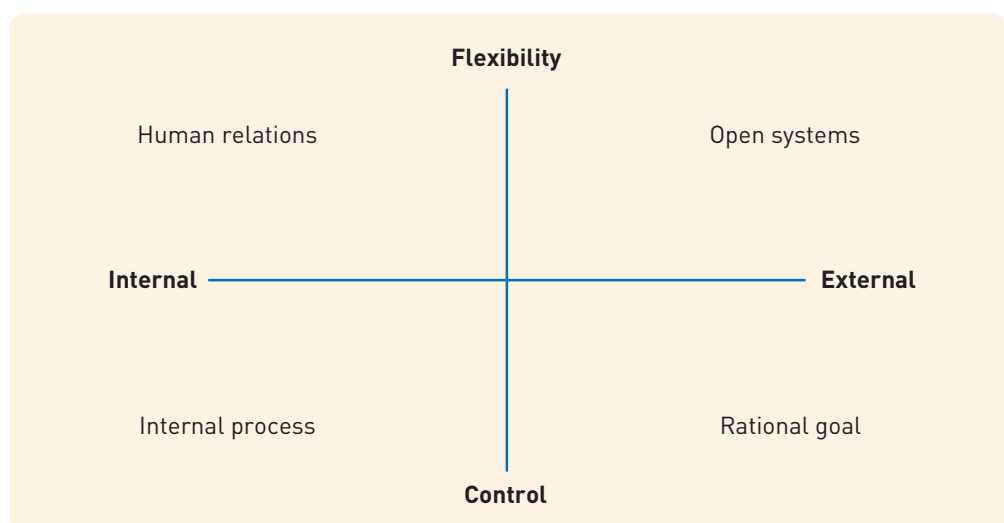 Flexibility
Human relations
Open systems
Internal
External
Internal process
Rational goal
Control